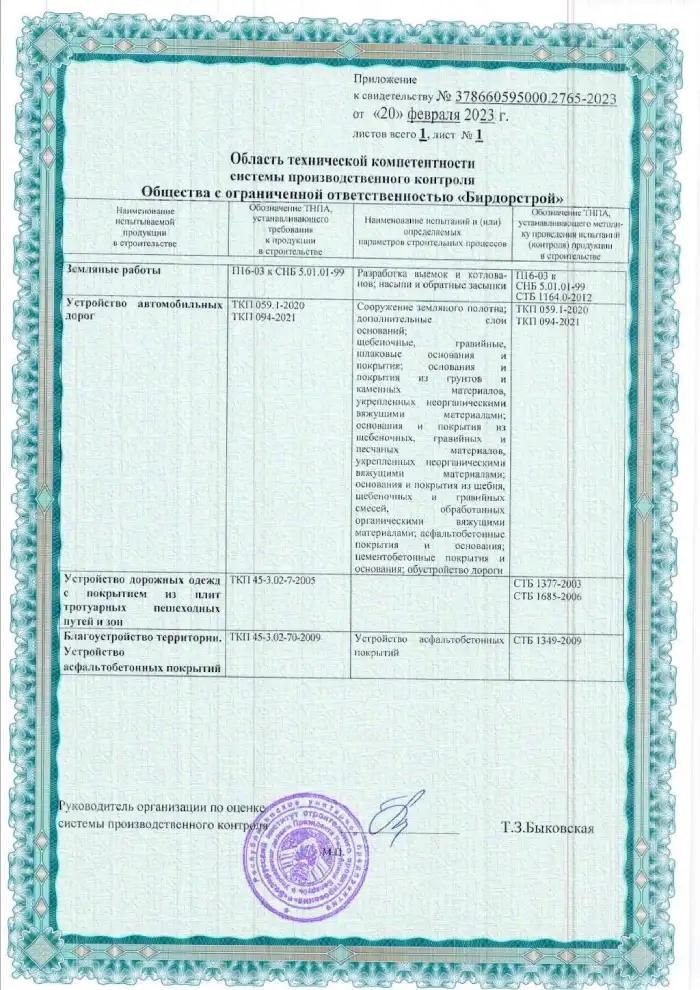 Приложение
к свидетельству № 378660595000.2765-2023
от «20» февраля 2023 г.
листов всего 1, лист № 1
Область технической компетентности
системы производственного контроля
Общества с ограниченной ответственностью «Бирдорстрой»
Наименование
испытываемой
продукции
в строительстве
Обозначение ТНПА,
устанавливающего
требования
к продукции
в строительстве
Наименование испытаний и (или)
определяемых
параметров строительных процессов
Обозначение ТНПА,
устанавливающего методи-
ку проведения испытаний
(контроля) продукции
в строительстве
Земляные работы
П16-03 к СНБ 5.01.01-99
Разработка выемок и котлова-
нов; насыпи и обратные засыпки
П16-03 к
СНБ 5.01.01-99
СТБ 1164.0-2012
Устройство автомобильных
дорог
ТКП 059.1-2020
ТКП 094-2021
Сооружение земляного полотна;
дополнительные слои
оснований;
щебеночные, гравийные,
шлаковые основания и
покрытия; основания и
покрытия из грунтов и
каменных материалов,
укрепленных неорганическими
вяжущими материалами;
основания и покрытия из
щебеночных, гравийных и
песчаных материалов,
укрепленных неорганическими
вяжущими материалами;
основания и покрытия из щебня,
щебеночных и гравийных
смесей, обработанных
органическими вяжущими
материалами; асфальтобетонные
покрытия и основания;
цементобетонные покрытия и
основания; обустройство дороги
ТКП 059.1-2020
ТКП 094-2021
Устройство дорожных одежд
с покрытием из плит
тротуарных пешеходных
путей и зон
ТКП 45-3.02-7-2005
СТБ 1377-2003
СТБ 1685-2006
Благоустройство территории.
Устройство
асфальтобетонных покрытий
ТКП 45-3.02-70-2009
Устройство асфальтобетонных
покрытий
СТБ 1349-2009
Руководитель организации по оценке
системы производственного контроля
М.П.
Т.З.Быковская